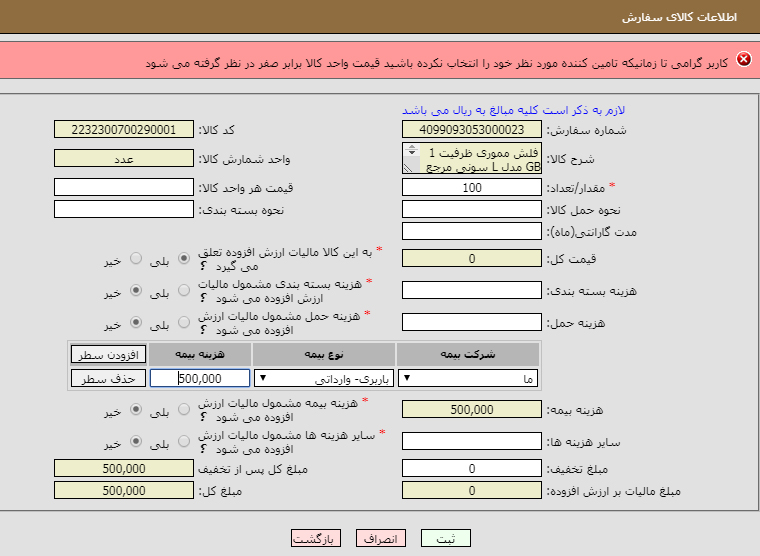 اطلاعات کالای سفارش
کاربر گرامی تا زمانیکه تامین کننده مورد نظر خود را انتخاب نکرده باشید قیمت واحد کالا برابر صفر در نظر گرفته می شود
لازم به ذکر است کلیه مبالغ به ریال می باشد
شماره سفارش: 4099093053000023 کد کالا: 2232300700290001
شرح کالا: فلش مموری ظرفیت 1 واحد شمارش کالا: عدد
GB مدل L سونی مرجع
* مقدار/تعداد: 100 قیمت هر واحد کالا:
نحوه حمل کالا: نحوه بسته بندی:
مدت گارانتی(ماه):
قیمت کل: 0 * به این کالا مالیات ارزش افزوده تعلق بلی خیر
می گیرد ؟
هزینه بسته بندی: * هزینه بسته بندی مشمول مالیات بلی خیر
ارزش افزوده می شود ؟
هزینه حمل: * هزینه حمل مشمول مالیات ارزش بلی خیر
افزوده می شود ؟
شرکت بیمه نوع بیمه هزینه بیمه افزودن سطر
ما باربری- وارداتی 500,000 حذف سطر
هزینه بیمه: 500,000 * هزینه بیمه مشمول مالیات ارزش بلی خیر
افزوده می شود ؟
سایر هزینه ها: * سایر هزینه ها مشمول مالیات ارزش بلی خیر
افزوده می شود ؟
مبلغ تخفیف: 0 مبلغ کل پس از تخفیف 500,000
مبلغ مالیات بر ارزش افزوده: 0 مبلغ کل: 500,000
ثبت انصراف بازگشت